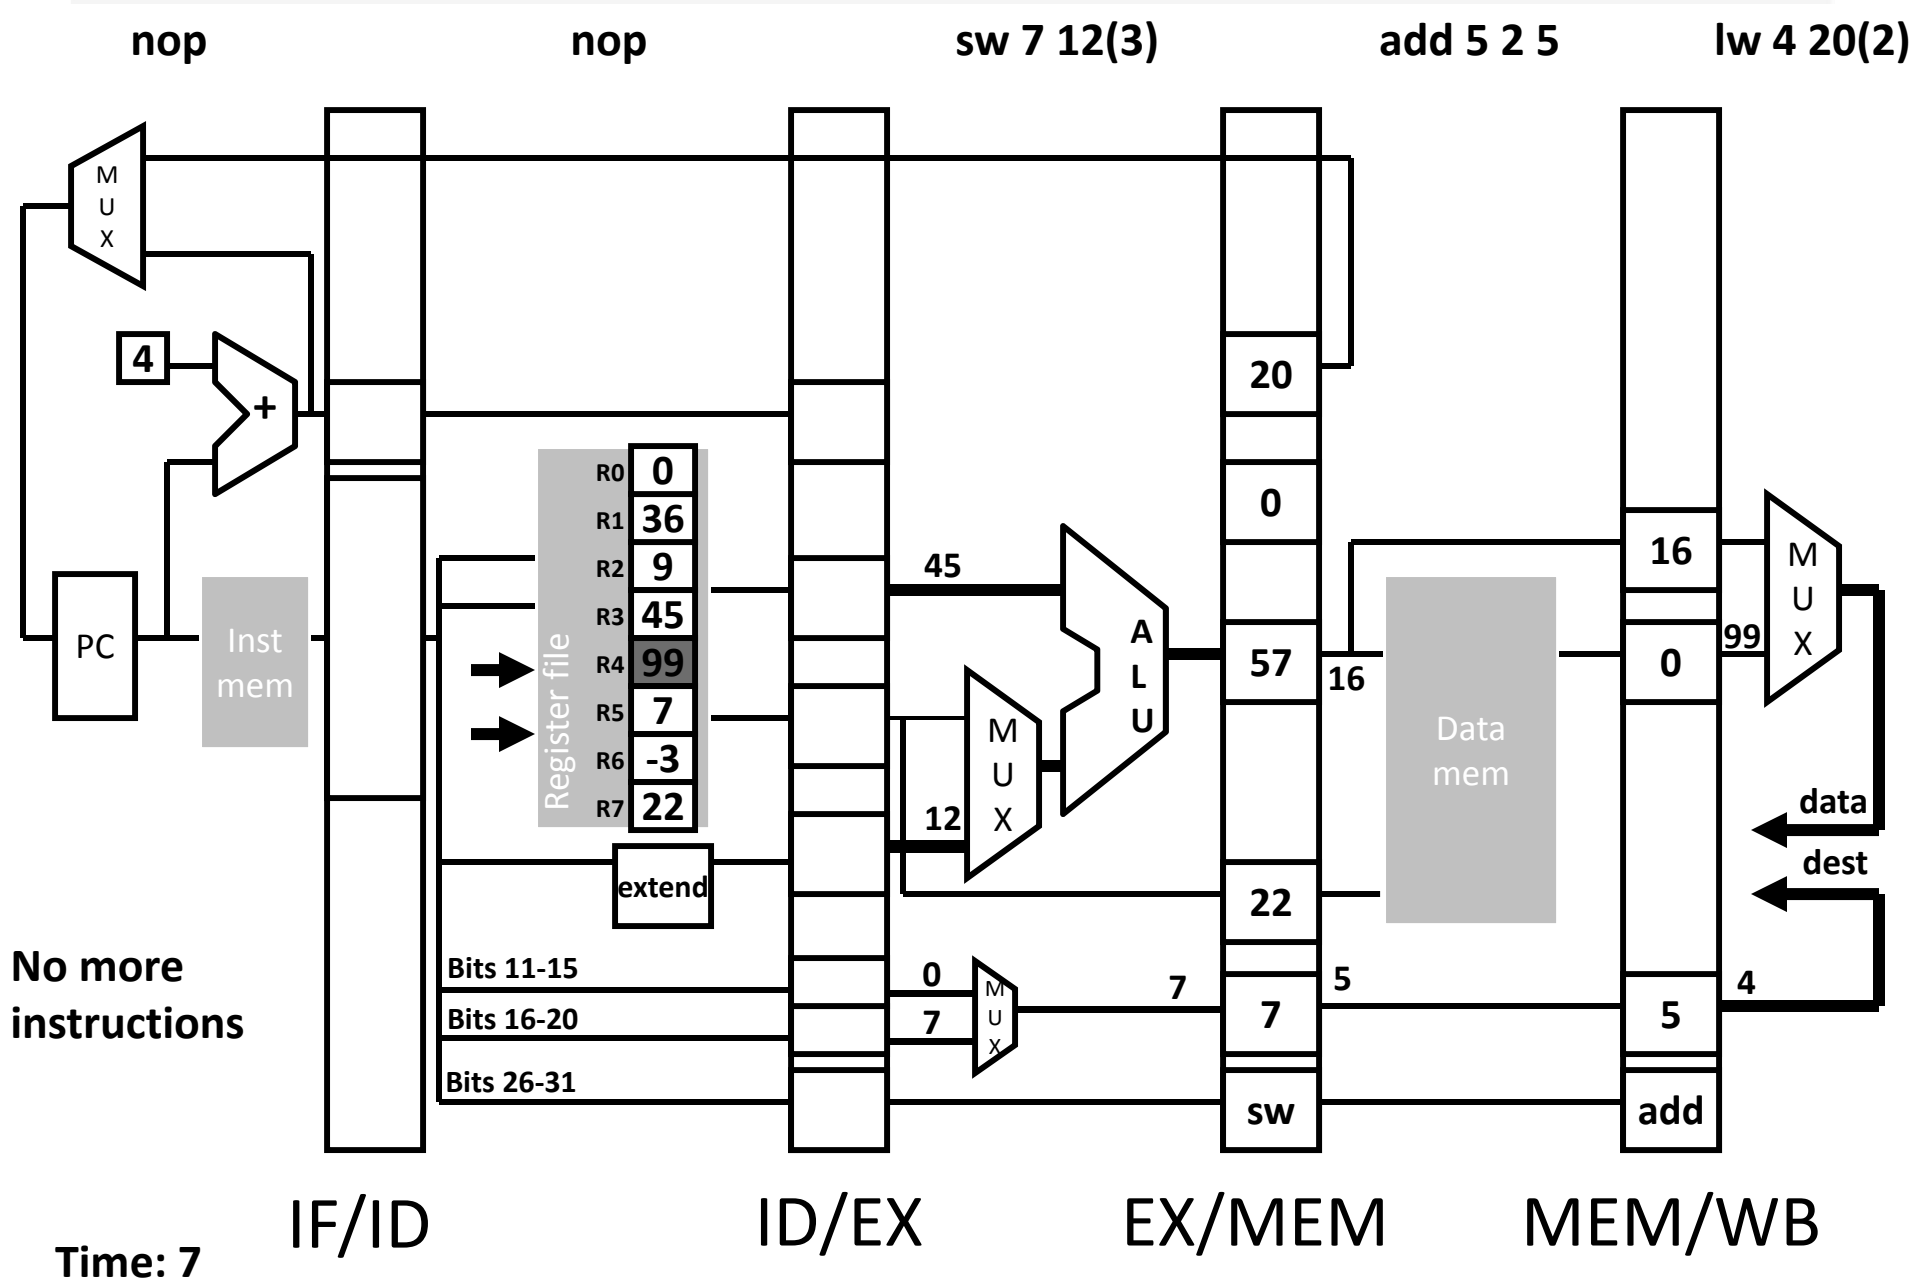 nop
nop
sw 7 12(3)
add 5 2 5
lw 4 20(2)
M
U
X
4
+
PC
Inst
mem
Register file
R0 0
R1 36
R2 9
R3 45
R4 99
R5 7
R6 -3
R7 22
extend
Bits 11-15
Bits 16-20
Bits 26-31
45
12
M
U
X
A
L
U
0
7
M
U
X
7
20
0
57
22
7
sw
16
5
Data
mem
16
0
5
add
99
4
M
U
X
data
dest
No more
instructions
IF/ID
ID/EX
EX/MEM
MEM/WB
Time: 7